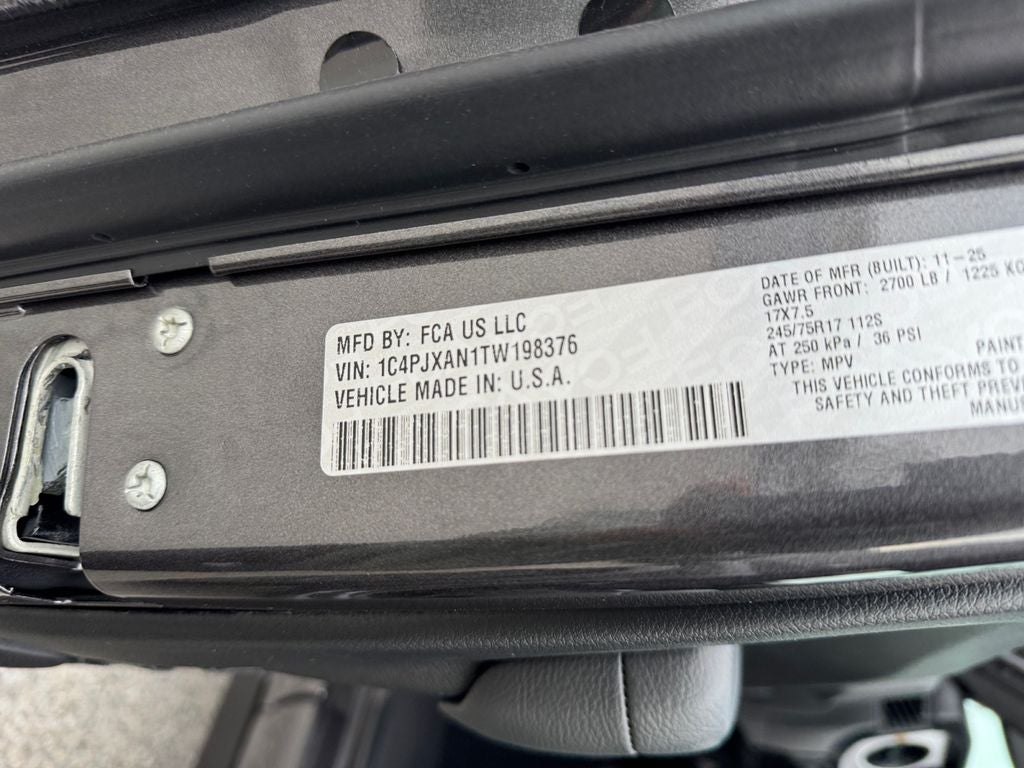 MFD BY: FCA US LLC
VIN: 1C4PJXAN1TW198376
VEHICLE MADE IN: U.S.A.
DATE OF MFR (BUILT): 11-25
GAWR FRONT: 2700 LB / 1225 KG
17X7.5
245/75R17 112S
AT 250 kPa / 36 PSI
TYPE: MPV
PAINT
THIS VEHICLE CONFORMS TO
SAFETY AND THEFT PREVE
MANUF